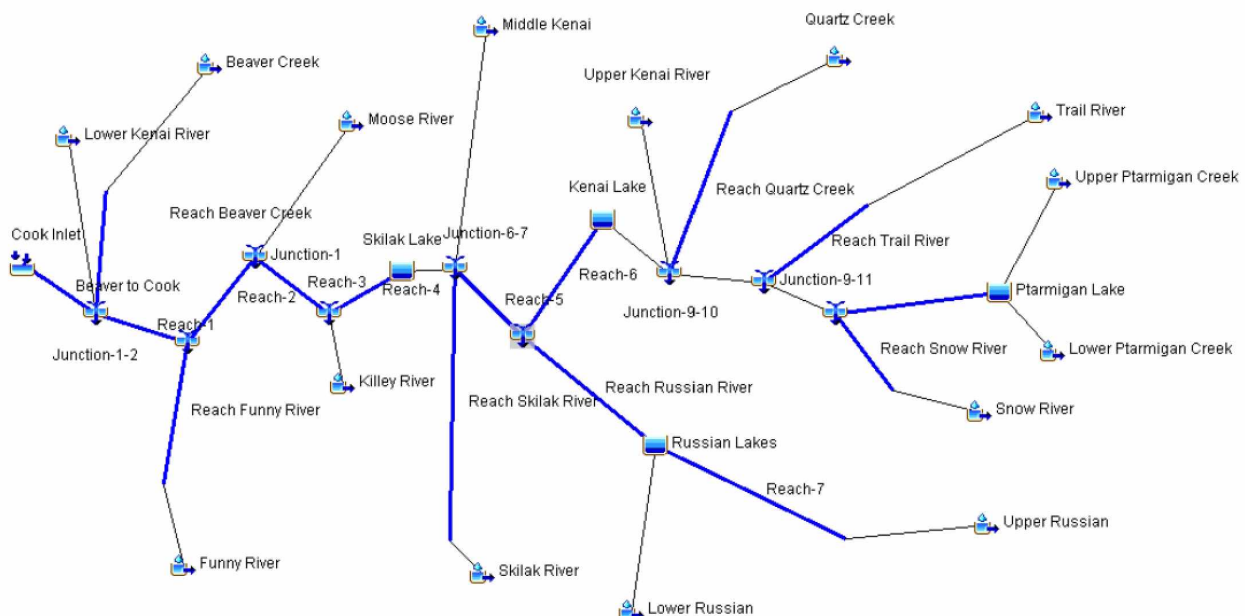 Middle Kenai
Quartz Creek
Beaver Creek
Upper Kenai River
Trail River
Moose River
Lower Kenai River
Upper Ptarmigan Creek
Reach Quartz Creek
Reach Beaver Creek
Kenai Lake
Reach Trail River
Cook Inlet
Junction-1
Skilak Lake
Junction-6-7
Beaver to Cook
Reach-3
Reach-6
Junction-9-11
Reach-2
Reach-4
Reach-5
Ptarmigan Lake
Reach-1
Junction-9-10
Junction-1-2
Reach Snow River
Lower Ptarmigan Creek
Killey River
Reach Russian River
Reach Skilak River
Reach Funny River
Snow River
Russian Lakes
Reach-7
Upper Russian
Funny River
Skilak River
Lower Russian